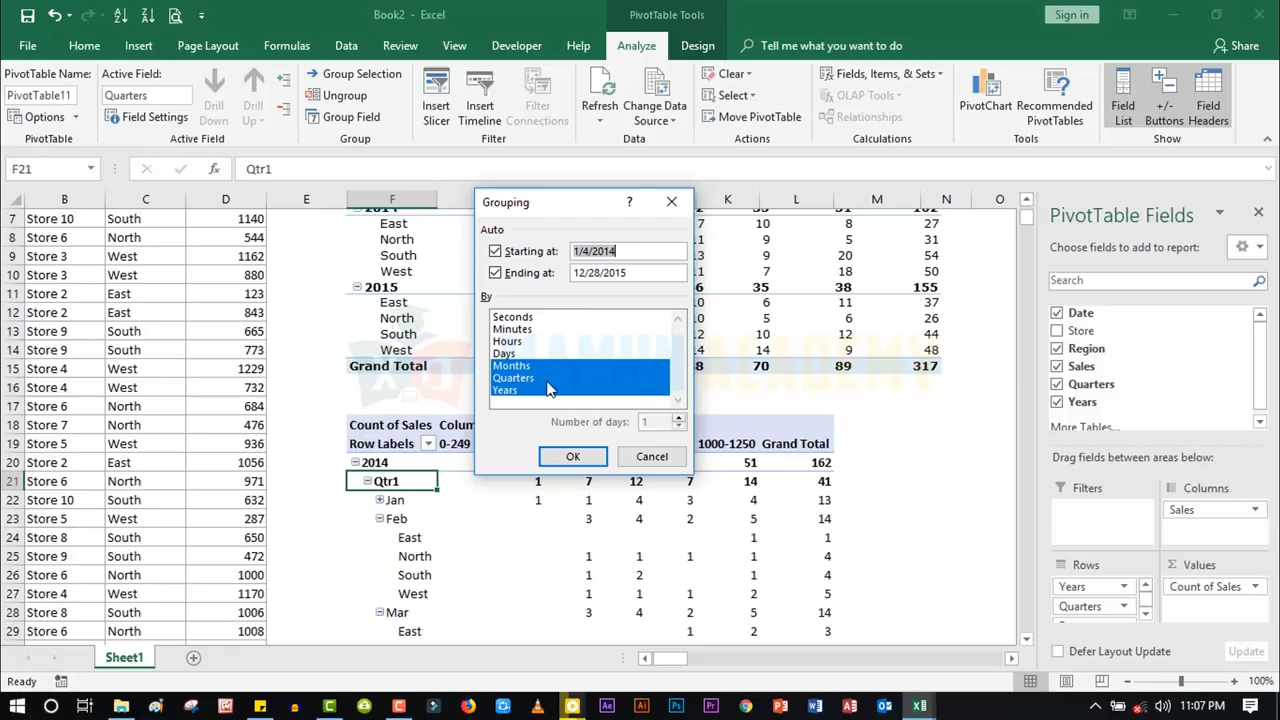 Book2 - Excel
PivotTable Tools
Sign in
File Home Insert Page Layout Formulas Data Review View Developer Help Analyze Design Tell me what you want to do Share
PivotTable Name:
PivotTable11
Options
PivotTable
Active Field:
Quarters
Field Settings
Drill Down
Drill Up
Active Field
Group Selection
Ungroup
Group Field
Group
Insert Slicer
Insert Timeline
Filter Connections
Filter
Refresh
Change Data Source
Data
Clear
Select
Move PivotTable
Actions
Fields, Items, & Sets
OLAP Tools
Relationships
Calculations
PivotChart
Recommended PivotTables
Tools
Field List
+/- Buttons
Field Headers
Show
F21 fx Qtr1
B C D E F K L M N O
7 Store 10 South 1140
8 Store 6 North 544 East 10 8 27
9 Store 3 West 1162 North 9 5 31
10 Store 3 West 880 South 9 9 54
11 Store 2 East 123 West 7 18 50
12 Store 2 East 843 2015 35 38 155
13 Store 9 South 665 East 10 6 11 37
14 Store 9 South 773 North 10 6 6 26
15 Store 4 West 1229 South 10 12 44
16 Store 4 West 732 West 14 9 48
17 Store 6 North 684 Grand Total 8 70 89 317
18 Store 7 North 476 Count of Sales Colum
19 Store 5 West 936 Row Labels 0-249 1000-1250 Grand Total
20 Store 2 East 1056 2014 51 162
21 Store 6 North 971 Qtr1 1 7 12 7 14 41
22 Store 10 South 632 Jan 1 1 4 3 4 13
23 Store 5 West 287 Feb 3 4 2 5 14
24 Store 8 South 650 East 1 1
25 Store 9 South 472 North 1 1 1 1 4
26 Store 6 North 1000 South 1 2 1 4
27 Store 4 West 1170 West 1 1 1 2 5
28 Store 8 South 1006 Mar 3 4 2 5 14
29 Store 6 North 1008 East 1 2 3
Grouping ?
Auto
Starting at: 1/4/2014
Ending at: 12/28/2015
By
Seconds
Minutes
Hours
Days
Months
Quarters
Years
Number of days: 1
OK Cancel
PivotTable Fields
Choose fields to add to report:
Search
Date
Store
Region
Sales
Quarters
Years
More Tables...
Drag fields between areas below:
Filters Columns
Sales
Rows Values
Years Count of Sales
Quarters
Defer Layout Update Update
Sheet1
Ready 100%
11:07 PM